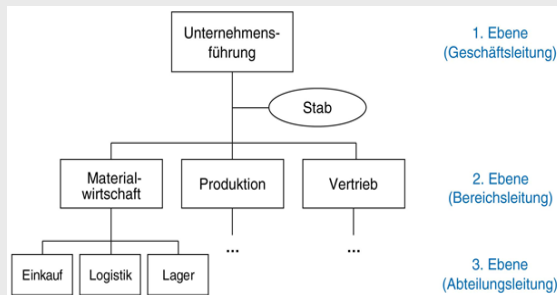 Unternehmens-
führung
1. Ebene
(Geschäftsleitung)
Stab
Material-
wirtschaft
Produktion
Vertrieb
2. Ebene
(Bereichsleitung)
...
...
Einkauf
Logistik
Lager
3. Ebene
(Abteilungsleitung)